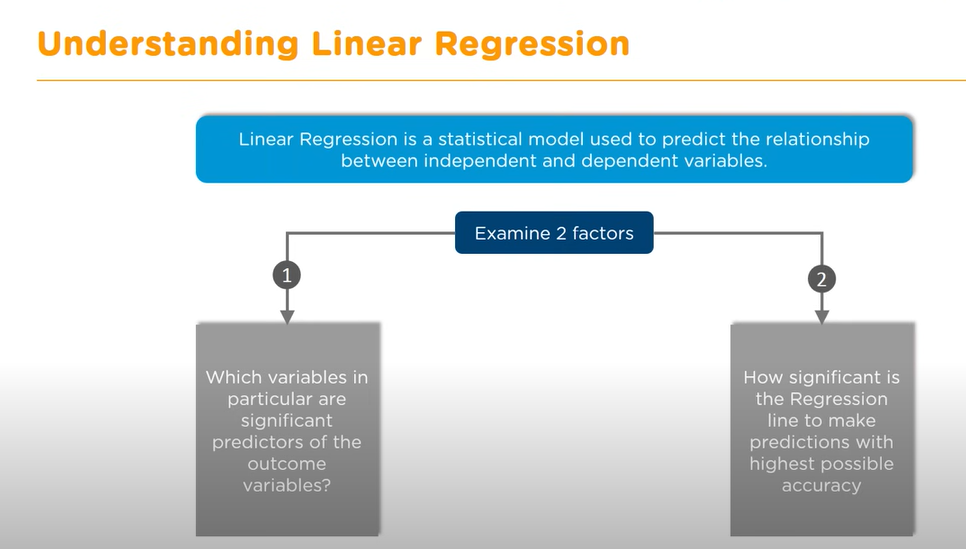 Understanding Linear Regression
Linear Regression is a statistical model used to predict the relationship
between independent and dependent variables.
Examine 2 factors
1
2
Which variables in
particular are
significant
predictors of the
outcome
variables?
How significant is
the Regression
line to make
predictions with
highest possible
accuracy